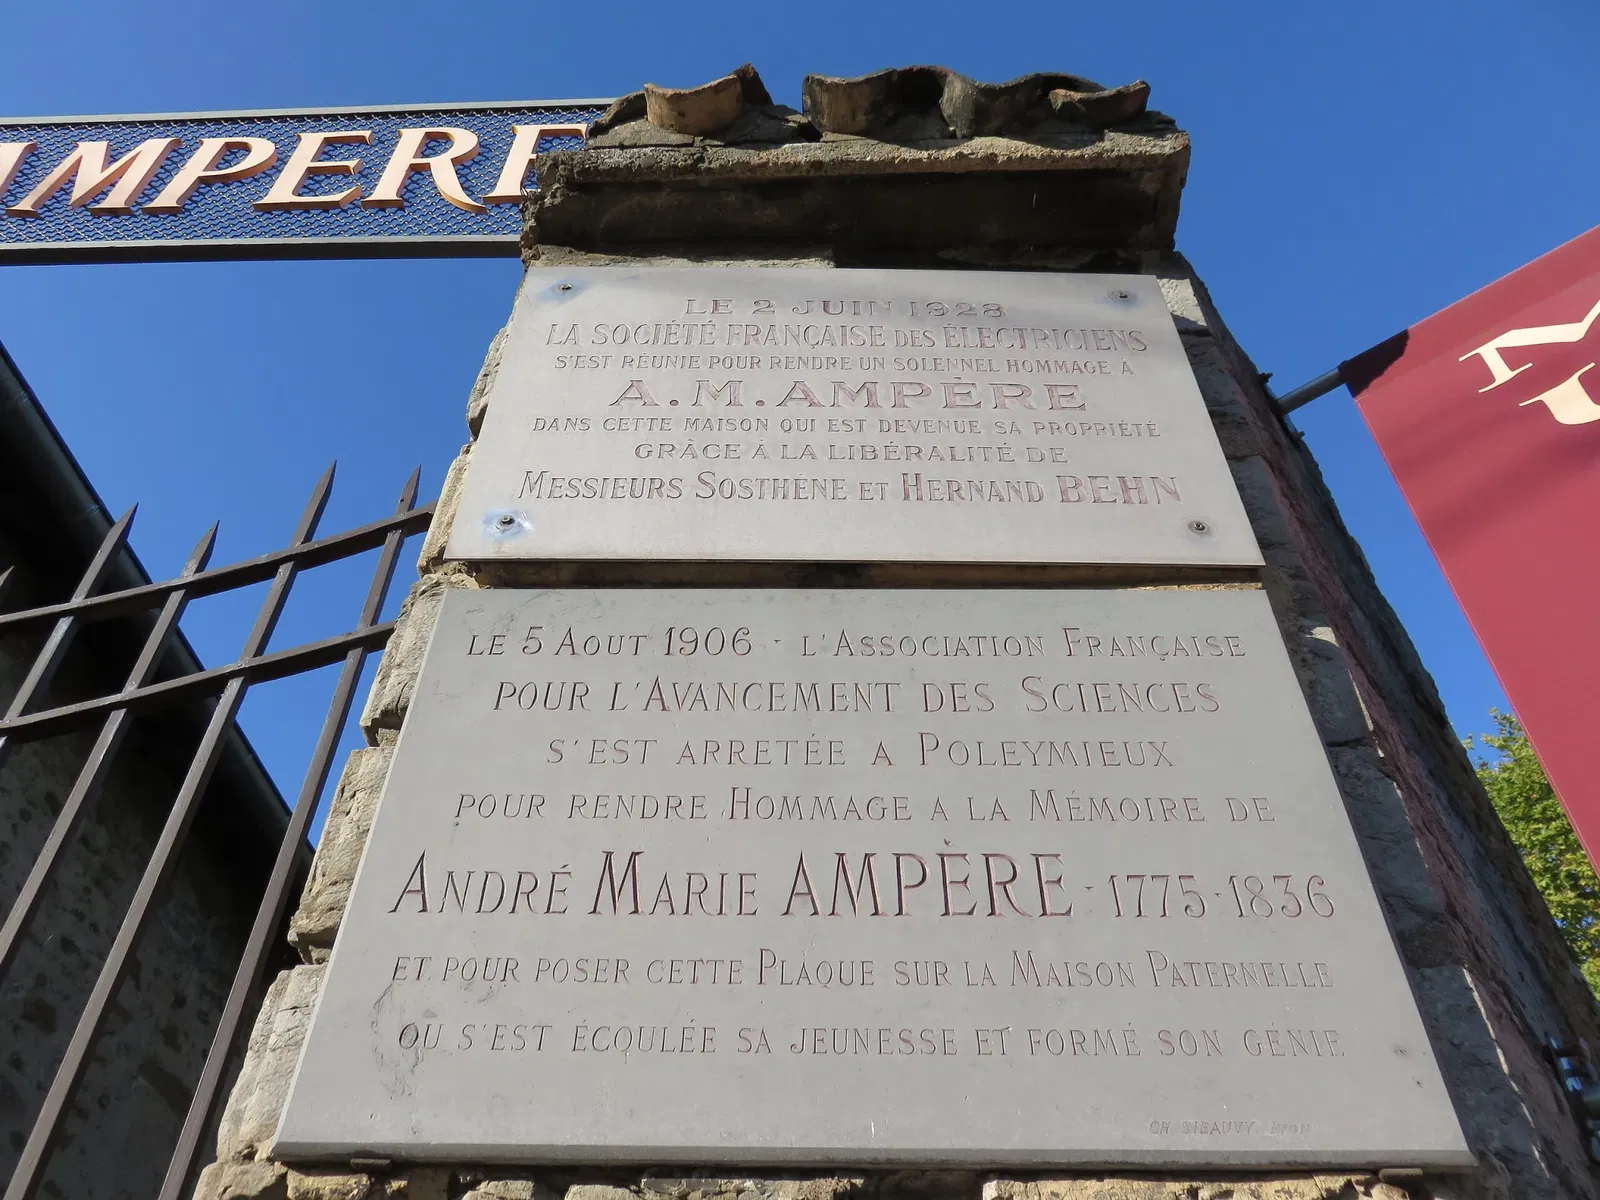 AMPERE
LE 2 JUIN 1928
LA SOCIÉTÉ FRANÇAISE DES ÉLECTRICIENS
S'EST RÉUNIE POUR RENDRE UN SOLENNEL HOMMAGE À
A.M. AMPÈRE
DANS CETTE MAISON QUI EST DEVENUE SA PROPRIÉTÉ
GRÂCE À LA LIBÉRALITÉ DE
MESSIEURS SOSTHÈNE ET HERNAND BEHN
LE 5 AOUT 1906 - L'ASSOCIATION FRANÇAISE
POUR L'AVANCEMENT DES SCIENCES
S'EST ARRETÉE A POLEYMIEUX
POUR RENDRE HOMMAGE A LA MÉMOIRE DE
ANDRÉ MARIE AMPÈRE - 1775-1836
ET POUR POSER CETTE PLAQUE SUR LA MAISON PATERNELLE
OU S'EST ÉCOULÉE SA JEUNESSE ET FORMÉ SON GÉNIE
CH